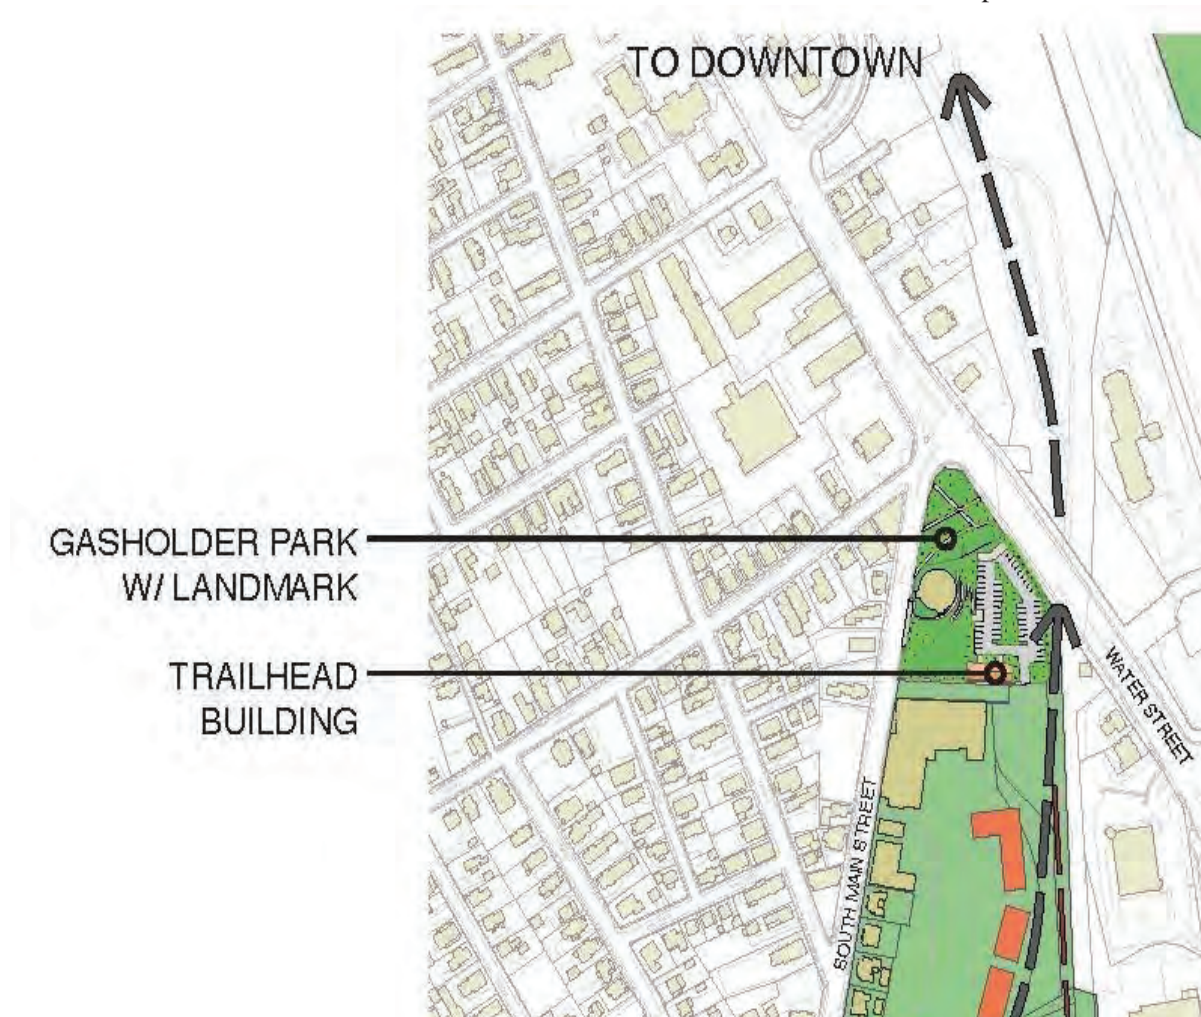 TO DOWNTOWN
GASHOLDER PARK
W/ LANDMARK
TRAILHEAD
BUILDING
WATER STREET
SOUTH MAIN STREET